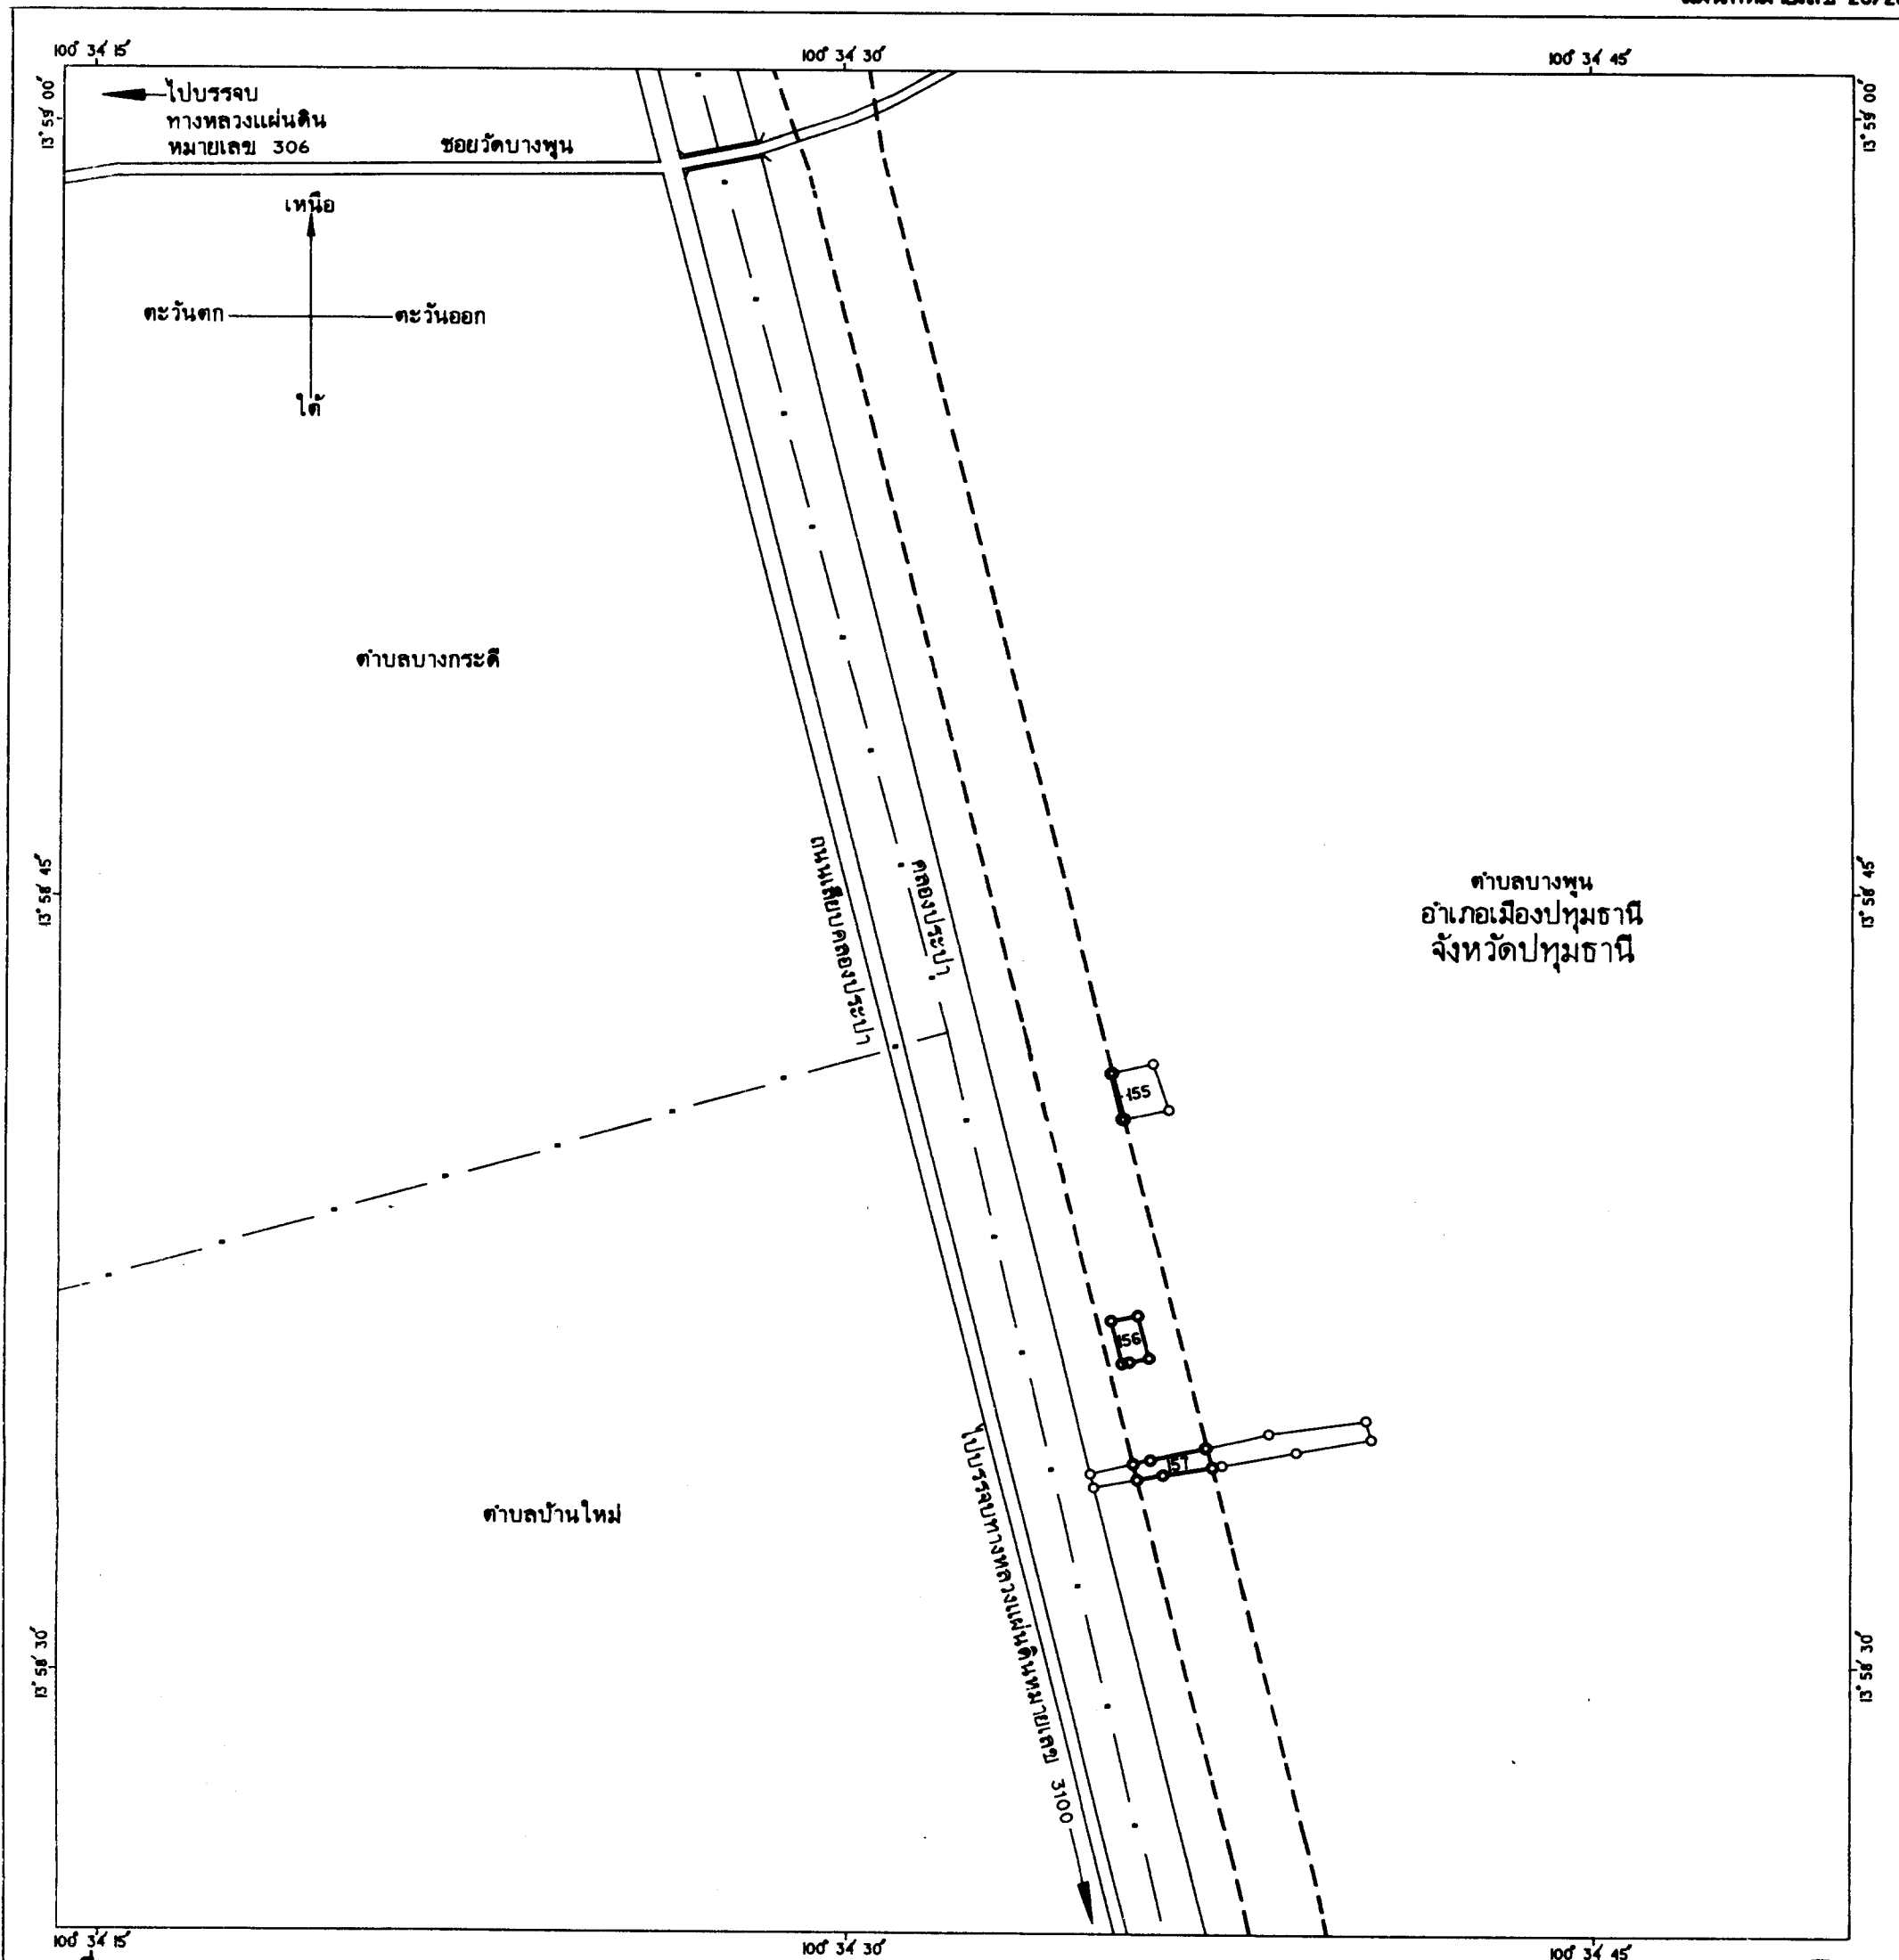 100° 34′ 15″
100° 34′ 30″
100° 34′ 45″
13° 59′ 00″
13° 59′ 00″
ไปบรรจบ
ทางหลวงแผ่นดิน
หมายเลข 306
ซอยวัดบางพูน
เหนือ
ตะวันตก
ตะวันออก
ใต้
ตำบลบางกระดี
ถนนเลียบคลองประปา
คลองประปา
13° 58′ 45″
13° 58′ 45″
ตำบลบางพูน
อำเภอเมืองปทุมธานี
จังหวัดปทุมธานี
155
156
157
ตำบลบ้านใหม่
ไปบรรจบทางหลวงแผ่นดินหมายเลข 3100
13° 58′ 30″
13° 58′ 30″
100° 34′ 15″
100° 34′ 30″
100° 34′ 45″